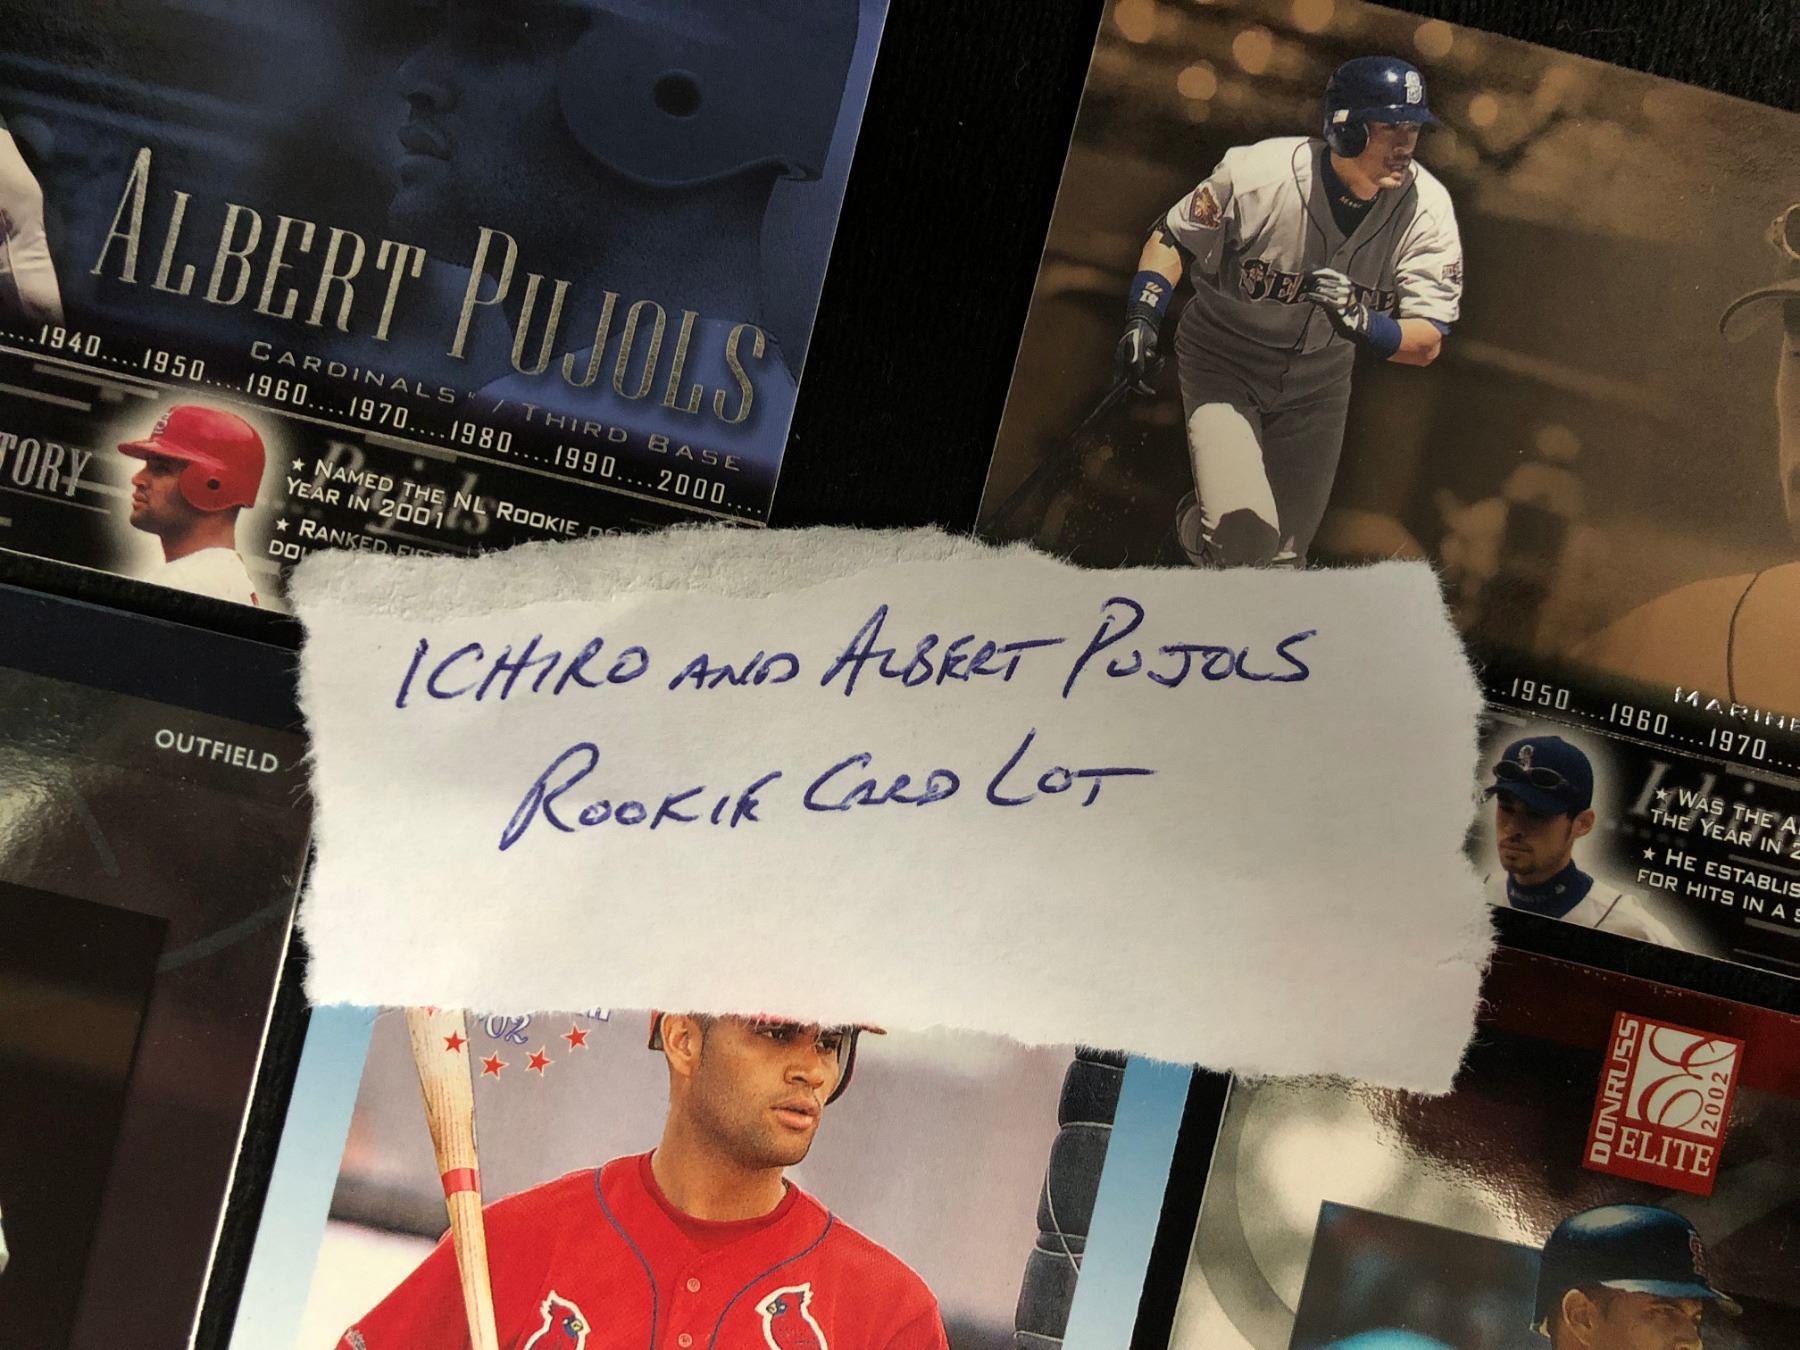 ALBERT PUJOLS
CARDINALS / THIRD BASE
....1940....1950....1960....1970....1980....1990....2000....
TORY
★ NAMED THE NL ROOKIE
YEAR IN 2001
★ RANKED
S
SEATTLE
ICHIRO AND ALBERT PUJOLS
ROOKIE CARD LOT
...1950....1960....1970....
★ WAS THE
THE YEAR IN
★ HE ESTABLIS
FOR HITS IN A S
OUTFIELD
'02
DONRUSS
ELITE
2002